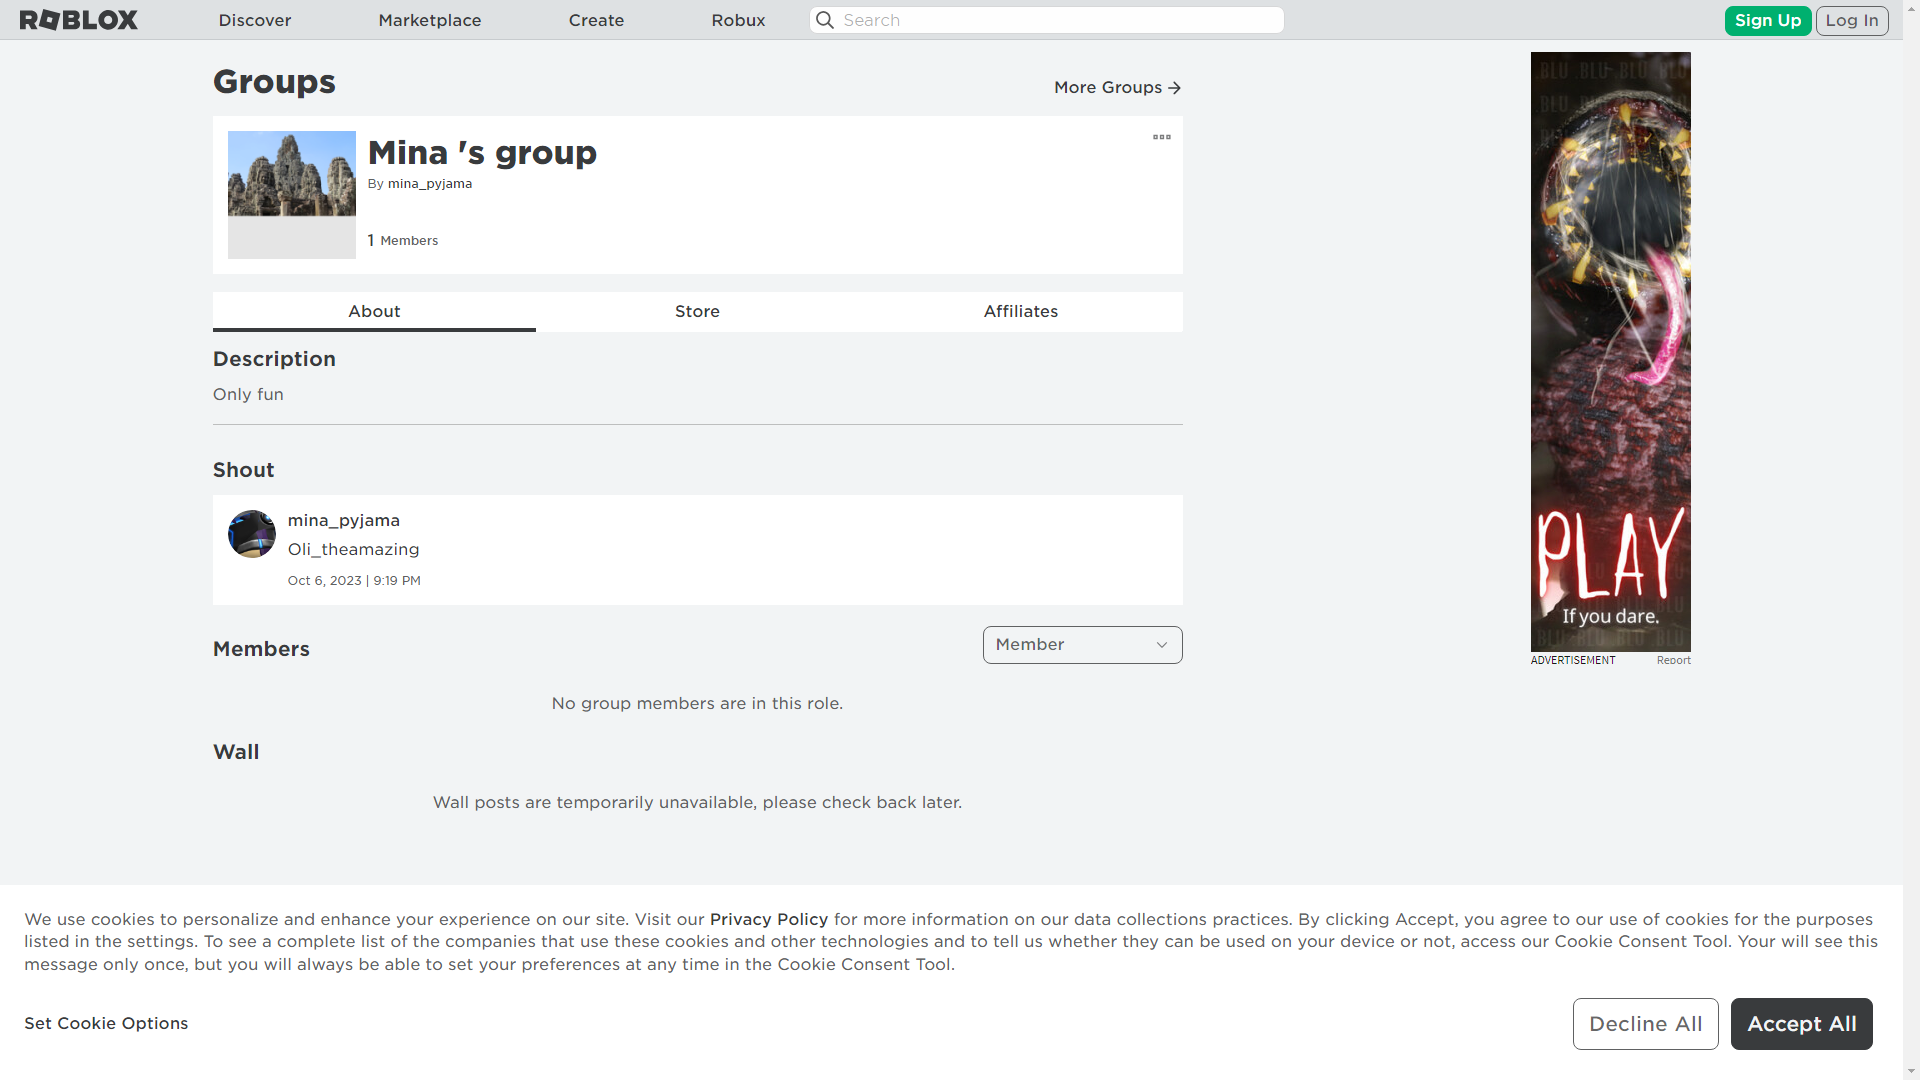 ROBLOX
Discover
Marketplace
Create
Robux
Search
Sign Up
Log In
Groups
More Groups
Mina 's group
By mina_pyjama
1 Members
About
Store
Affiliates
Description
Only fun
Shout
mina_pyjama
Oli_theamazing
Oct 6, 2023 | 9:19 PM
Members
Member
No group members are in this role.
Wall
Wall posts are temporarily unavailable, please check back later.
PLAY
If you dare.
ADVERTISEMENT
Report
We use cookies to personalize and enhance your experience on our site. Visit our Privacy Policy for more information on our data collections practices. By clicking Accept, you agree to our use of cookies for the purposes
listed in the settings. To see a complete list of the companies that use these cookies and other technologies and to tell us whether they can be used on your device or not, access our Cookie Consent Tool. Your will see this
message only once, but you will always be able to set your preferences at any time in the Cookie Consent Tool.
Set Cookie Options
Decline All
Accept All